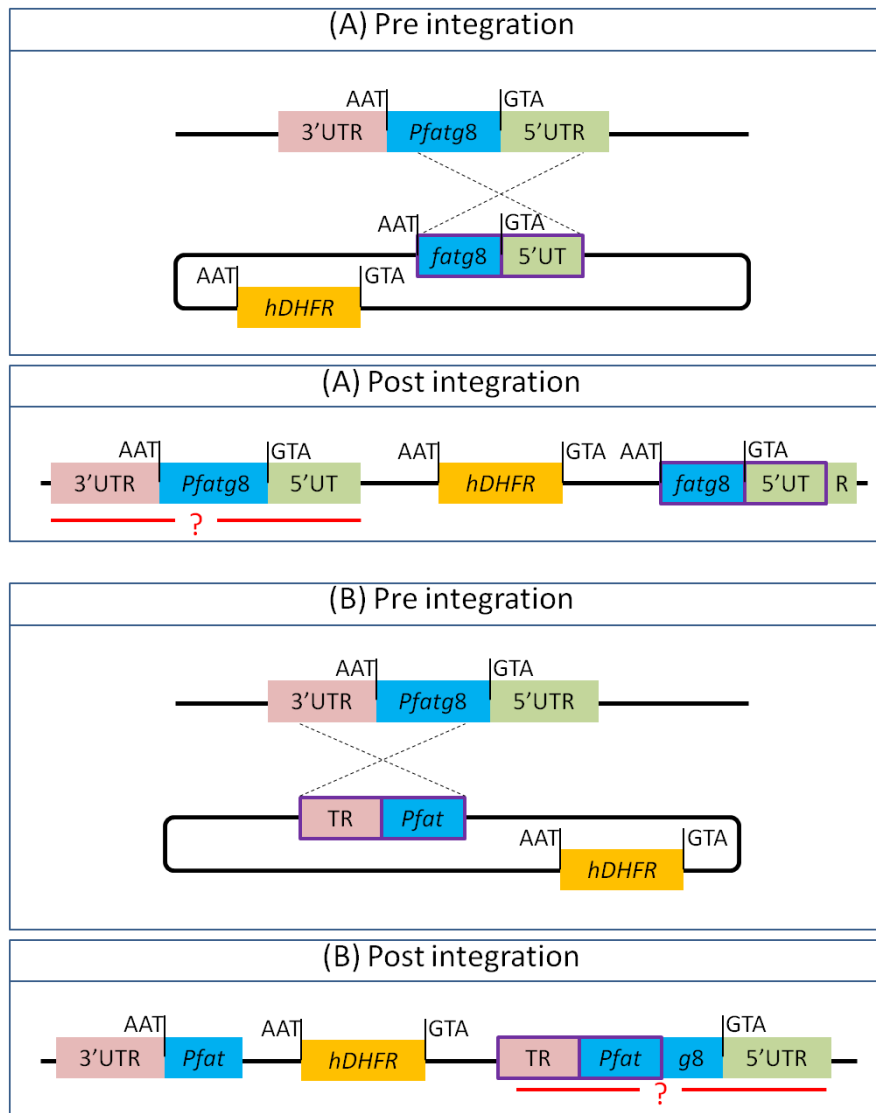 (A) Pre integration
AAT GTA
3'UTR Pfatg8 5'UTR
AAT GTA
fatg8 5'UT
AAT GTA
hDHFR
(A) Post integration
AAT GTA AAT GTA AAT GTA
3'UTR Pfatg8 5'UT hDHFR fatg8 5'UT R
?
(B) Pre integration
AAT GTA
3'UTR Pfatg8 5'UTR
TR Pfat
AAT GTA
hDHFR
(B) Post integration
AAT AAT GTA GTA
3'UTR Pfat hDHFR TR Pfat g8 5'UTR
?